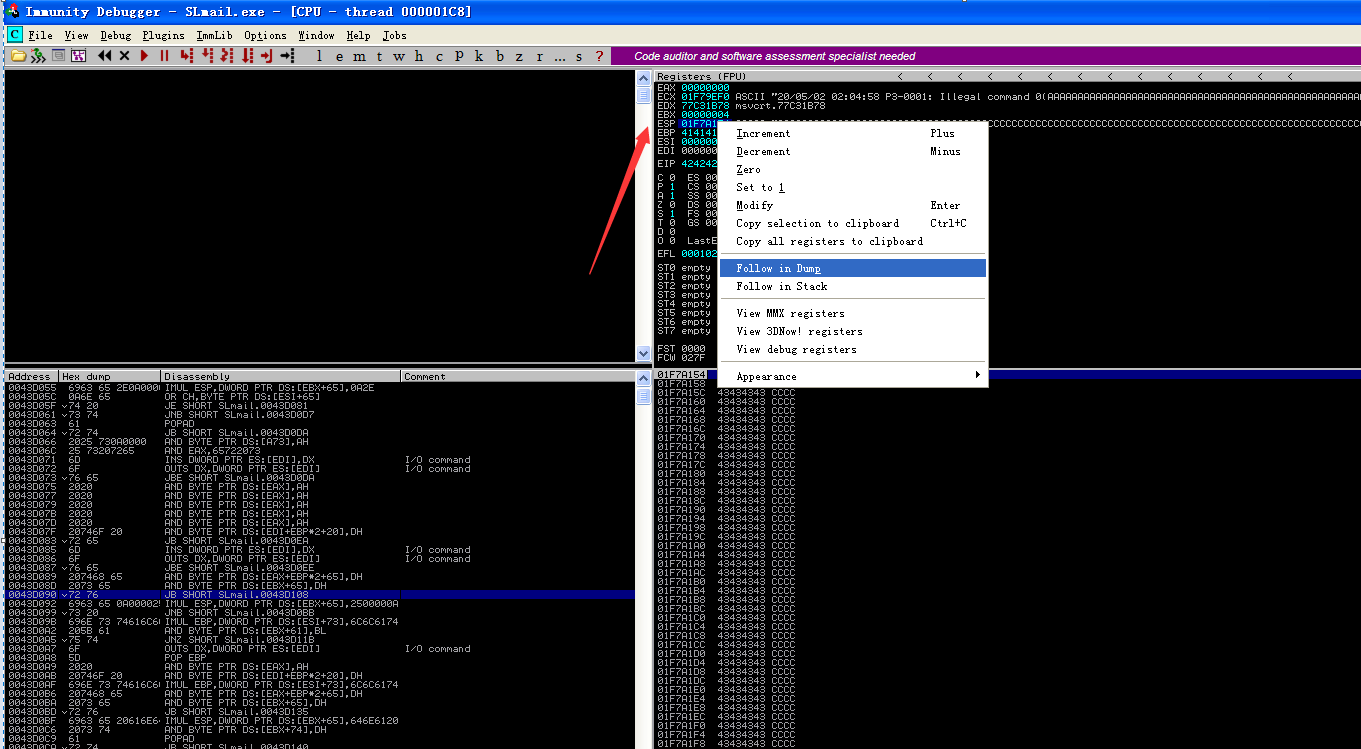 Immunity Debugger - SLmail.exe - [CPU - thread 000001C8]
C File View Debug Plugins ImmLib Options Window Help Jobs
l e m t w h c P k b z r ... s ? Code auditor and software assessment specialist needed
Registers (FPU) < < < < < < < < < < < < < <
EAX 00000000
ECX 01F79EF0 ASCII "20/05/02 02:04:58 P3-0001: Illegal command 0(AAAAAAAAAAAAAAAAAAAAAAAAAAAAAAAAAAAAAAAAAAAAAAA
EDX 77C31B78 msvcrt.77C31B78
EBX 00000004
ESP 01F7A1
EBP 414141
ESI 000000
EDI 000000
EIP 424242
C 0 ES 00
P 1 CS 00
A 1 SS 00
Z 0 DS 00
S 1 FS 00
T 0 GS 00
D 0
O 0 LastE
EFL 000102
ST0 empty
ST1 empty
ST2 empty
ST3 empty
ST4 empty
ST5 empty
ST6 empty
ST7 empty
FST 0000
FCW 027F
Increment Plus
Decrement Minus
Zero
Set to 1
Modify Enter
Copy selection to clipboard Ctrl+C
Copy all registers to clipboard
Follow in Dump
Follow in Stack
View MMX registers
View 3DNow! registers
View debug registers
Appearance
Address Hex dump Disassembly Comment
0043D055 6963 65 2E0A000 IMUL ESP,DWORD PTR DS:[EBX+65],0A2E
0043D05C 0A6E 65 OR CH,BYTE PTR DS:[ESI+65]
0043D05F 74 20 JE SHORT SLmail.0043D081
0043D061 73 74 JNB SHORT SLmail.0043D0D7
0043D063 61 POPAD
0043D064 72 74 JB SHORT SLmail.0043D0DA
0043D066 2025 730A0000 AND BYTE PTR DS:[A73],AH
0043D06C 25 73207265 AND EAX,65722073
0043D071 6D INS DWORD PTR ES:[EDI],DX I/O command
0043D072 6F OUTS DX,DWORD PTR ES:[EDI] I/O command
0043D073 76 65 JBE SHORT SLmail.0043D0DA
0043D075 2020 AND BYTE PTR DS:[EAX],AH
0043D077 2020 AND BYTE PTR DS:[EAX],AH
0043D079 2020 AND BYTE PTR DS:[EAX],AH
0043D07B 2020 AND BYTE PTR DS:[EAX],AH
0043D07D 2020 AND BYTE PTR DS:[EAX],AH
0043D07F 20746F 20 AND BYTE PTR DS:[EDI+EBP*2+20],DH
0043D083 72 65 JB SHORT SLmail.0043D0EA
0043D085 6D INS DWORD PTR ES:[EDI],DX I/O command
0043D086 6F OUTS DX,DWORD PTR ES:[EDI] I/O command
0043D087 76 65 JBE SHORT SLmail.0043D0EE
0043D089 207468 65 AND BYTE PTR DS:[EAX+EBP*2+65],DH
0043D08D 2073 65 AND BYTE PTR DS:[EBX+65],DH
0043D090 72 76 JB SHORT SLmail.0043D108
0043D092 6963 65 0A00002 IMUL ESP,DWORD PTR DS:[EBX+65],2500000A
0043D099 73 20 JNB SHORT SLmail.0043D0BB
0043D09B 696E 73 74616C6 IMUL EBP,DWORD PTR DS:[ESI+73],6C6C6174
0043D0A2 205B 61 AND BYTE PTR DS:[EBX+61],BL
0043D0A5 75 74 JNZ SHORT SLmail.0043D11B
0043D0A7 6F OUTS DX,DWORD PTR ES:[EDI] I/O command
0043D0A8 5D POP EBP
0043D0A9 2020 AND BYTE PTR DS:[EAX],AH
0043D0AB 20746F 20 AND BYTE PTR DS:[EDI+EBP*2+20],DH
0043D0AF 696E 73 74616C6 IMUL EBP,DWORD PTR DS:[ESI+73],6C6C6174
0043D0B6 207468 65 AND BYTE PTR DS:[EAX+EBP*2+65],DH
0043D0BA 2073 65 AND BYTE PTR DS:[EBX+65],DH
0043D0BD 72 76 JB SHORT SLmail.0043D135
0043D0BF 6963 65 20616E6 IMUL ESP,DWORD PTR DS:[EBX+65],646E6120
0043D0C6 2073 74 AND BYTE PTR DS:[EBX+74],DH
0043D0C9 61 POPAD
0043D0CA 72 74 JB SHORT SLmail.0043D140
01F7A154
01F7A158
01F7A15C 43434343 CCCC
01F7A160 43434343 CCCC
01F7A164 43434343 CCCC
01F7A168 43434343 CCCC
01F7A16C 43434343 CCCC
01F7A170 43434343 CCCC
01F7A174 43434343 CCCC
01F7A178 43434343 CCCC
01F7A17C 43434343 CCCC
01F7A180 43434343 CCCC
01F7A184 43434343 CCCC
01F7A188 43434343 CCCC
01F7A18C 43434343 CCCC
01F7A190 43434343 CCCC
01F7A194 43434343 CCCC
01F7A198 43434343 CCCC
01F7A19C 43434343 CCCC
01F7A1A0 43434343 CCCC
01F7A1A4 43434343 CCCC
01F7A1A8 43434343 CCCC
01F7A1AC 43434343 CCCC
01F7A1B0 43434343 CCCC
01F7A1B4 43434343 CCCC
01F7A1B8 43434343 CCCC
01F7A1BC 43434343 CCCC
01F7A1C0 43434343 CCCC
01F7A1C4 43434343 CCCC
01F7A1C8 43434343 CCCC
01F7A1CC 43434343 CCCC
01F7A1D0 43434343 CCCC
01F7A1D4 43434343 CCCC
01F7A1D8 43434343 CCCC
01F7A1DC 43434343 CCCC
01F7A1E0 43434343 CCCC
01F7A1E4 43434343 CCCC
01F7A1E8 43434343 CCCC
01F7A1EC 43434343 CCCC
01F7A1F0 43434343 CCCC
01F7A1F4 43434343 CCCC
01F7A1F8 43434343 CCCC